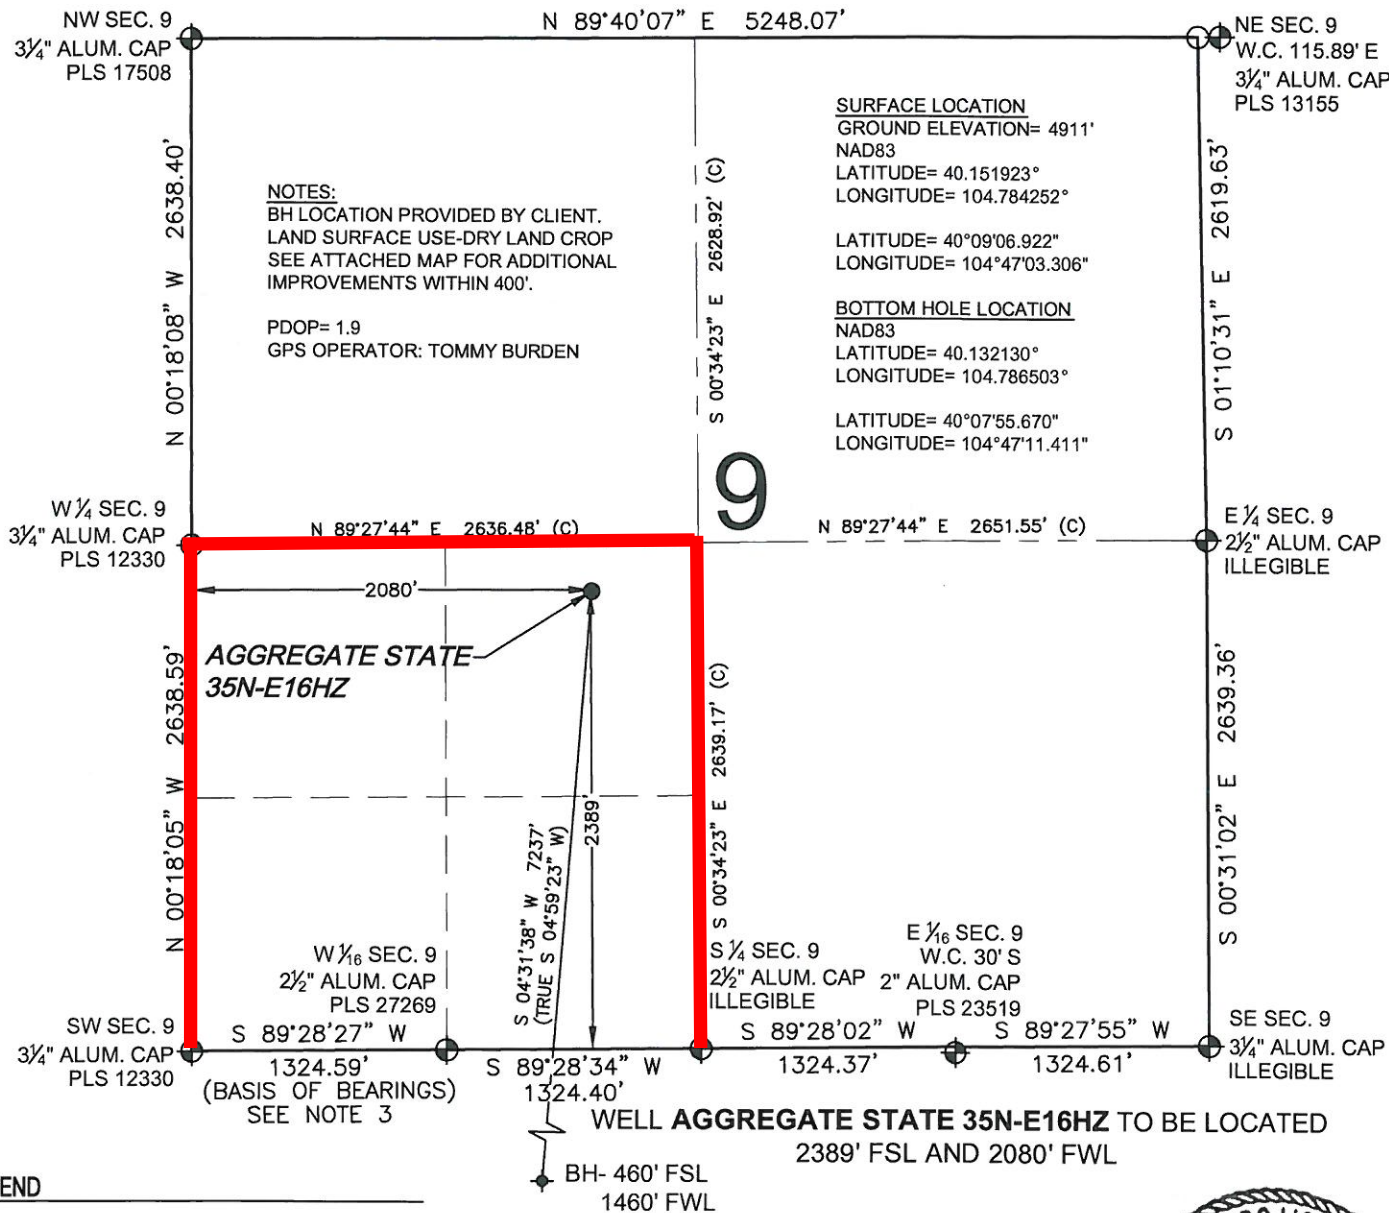 N 89°40'07" E 5248.07'
NW SEC. 9
3¼" ALUM. CAP
PLS 17508
NE SEC. 9
W.C. 115.89' E
3¼" ALUM. CAP
PLS 13155
N 00°18'08" W 2638.40'
NOTES:
BH LOCATION PROVIDED BY CLIENT.
LAND SURFACE USE-DRY LAND CROP
SEE ATTACHED MAP FOR ADDITIONAL
IMPROVEMENTS WITHIN 400'.
PDOP= 1.9
GPS OPERATOR: TOMMY BURDEN
S 00°34'23" E 2628.92' (C)
SURFACE LOCATION
GROUND ELEVATION= 4911'
NAD83
LATITUDE= 40.151923°
LONGITUDE= 104.784252°
LATITUDE= 40°09'06.922"
LONGITUDE= 104°47'03.306"
BOTTOM HOLE LOCATION
NAD83
LATITUDE= 40.132130°
LONGITUDE= 104.786503°
LATITUDE= 40°07'55.670"
LONGITUDE= 104°47'11.411"
S 01°10'31" E 2619.63'
9
W ¼ SEC. 9
3¼" ALUM. CAP
PLS 12330
N 89°27'44" E 2636.48' (C)
N 89°27'44" E 2651.55' (C)
E ¼ SEC. 9
2½" ALUM. CAP
ILLEGIBLE
2080'
AGGREGATE STATE
35N-E16HZ
N 00°18'05" W 2638.59'
2389'
S 04°31'38" W 7237'
(TRUE S 04°59'23" W)
S 00°34'23" E 2639.17' (C)
S 00°31'02" E 2639.36'
W 1⁄16 SEC. 9
2½" ALUM. CAP
PLS 27269
S ¼ SEC. 9
2½" ALUM. CAP
ILLEGIBLE
E 1⁄16 SEC. 9
W.C. 30' S
2" ALUM. CAP
PLS 23519
SW SEC. 9
3¼" ALUM. CAP
PLS 12330
S 89°28'27" W
1324.59'
(BASIS OF BEARINGS)
SEE NOTE 3
S 89°28'34" W
1324.40'
S 89°28'02" W
1324.37'
S 89°27'55" W
1324.61'
SE SEC. 9
3¼" ALUM. CAP
ILLEGIBLE
WELL AGGREGATE STATE 35N-E16HZ TO BE LOCATED
2389' FSL AND 2080' FWL
BH- 460' FSL
1460' FWL
END